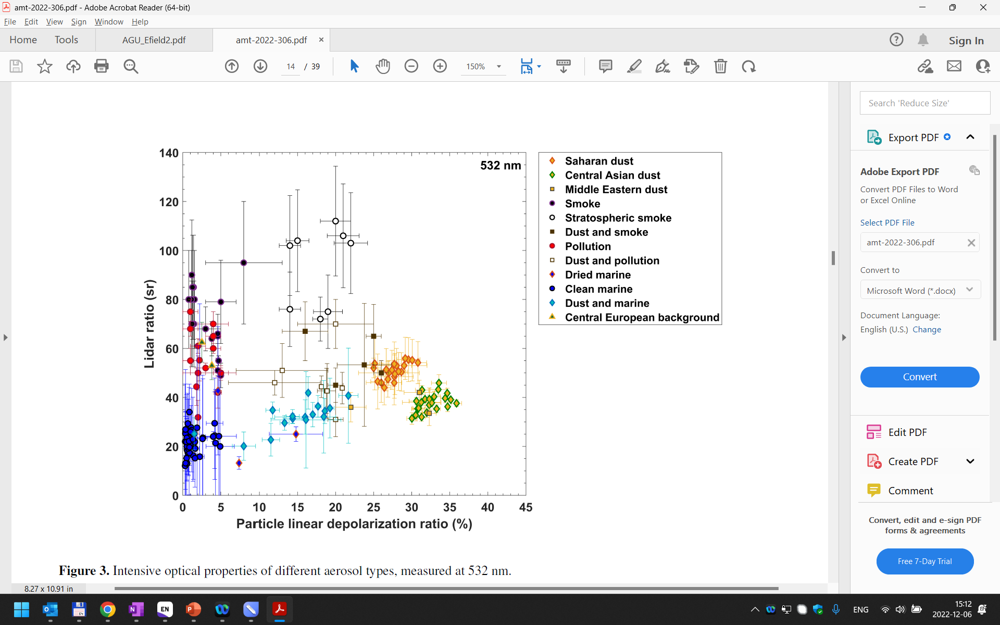 amt-2022-306.pdf - Adobe Acrobat Reader (64-bit)
File Edit View Sign Window Help
Home Tools AGU_Efield2.pdf amt-2022-306.pdf × Sign In
14 / 39 150%
Search 'Reduce Size'
Export PDF
Adobe Export PDF
Convert PDF Files to Word
or Excel Online
Select PDF File
amt-2022-306.pdf
Convert to
Microsoft Word (*.docx)
Document Language:
English (U.S.) Change
Convert
Edit PDF
Create PDF
Comment
Convert, edit and e-sign PDF
forms & agreements
Free 7-Day Trial
532 nm
140
120
100
80
60
40
20
0
Lidar ratio (sr)
0 5 10 15 20 25 30 35 40 45
Particle linear depolarization ratio (%)
Saharan dust
Central Asian dust
Middle Eastern dust
Smoke
Stratospheric smoke
Dust and smoke
Pollution
Dust and pollution
Dried marine
Clean marine
Dust and marine
Central European background
Figure 3. Intensive optical properties of different aerosol types, measured at 532 nm.
8.27 x 10.91 in
EN
ENG
15:12
2022-12-06